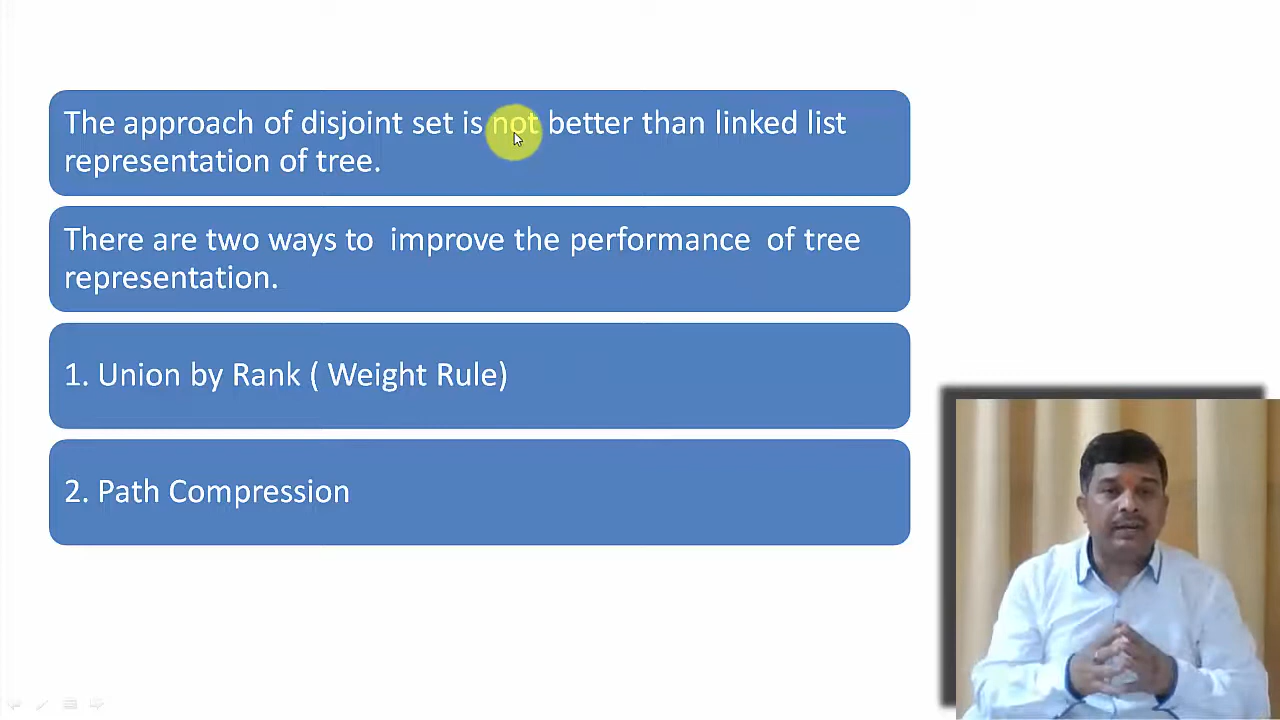 The approach of disjoint set is not better than linked list
representation of tree.
There are two ways to improve the performance of tree
representation.
1. Union by Rank ( Weight Rule)
2. Path Compression